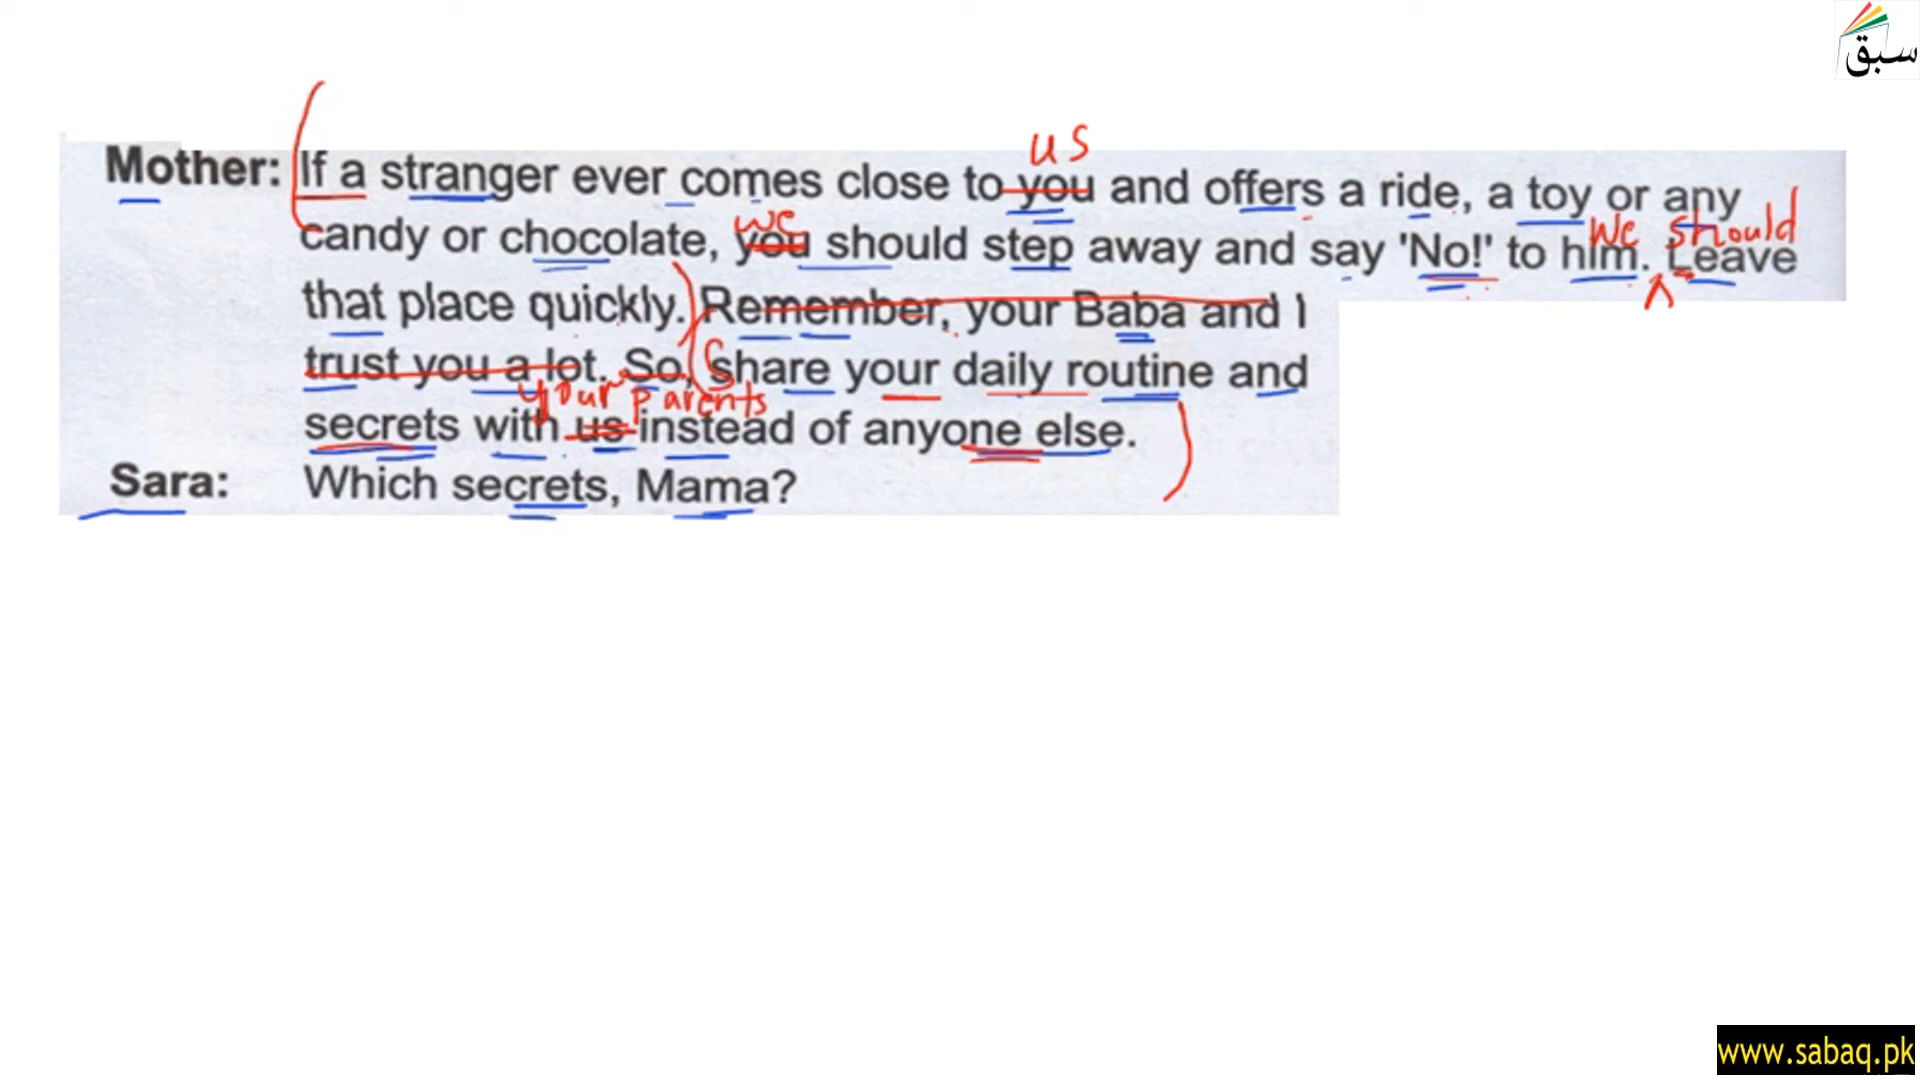 سبق
us
Mother: If a stranger ever comes close to you and offers a ride, a toy or any
we We should
candy or chocolate, you should step away and say 'No!' to him. Leave
that place quickly. Remember, your Baba and I
trust you a lot. So, share your daily routine and
your parents
secrets with us instead of anyone else.
Sara: Which secrets, Mama?
www.sabaq.pk